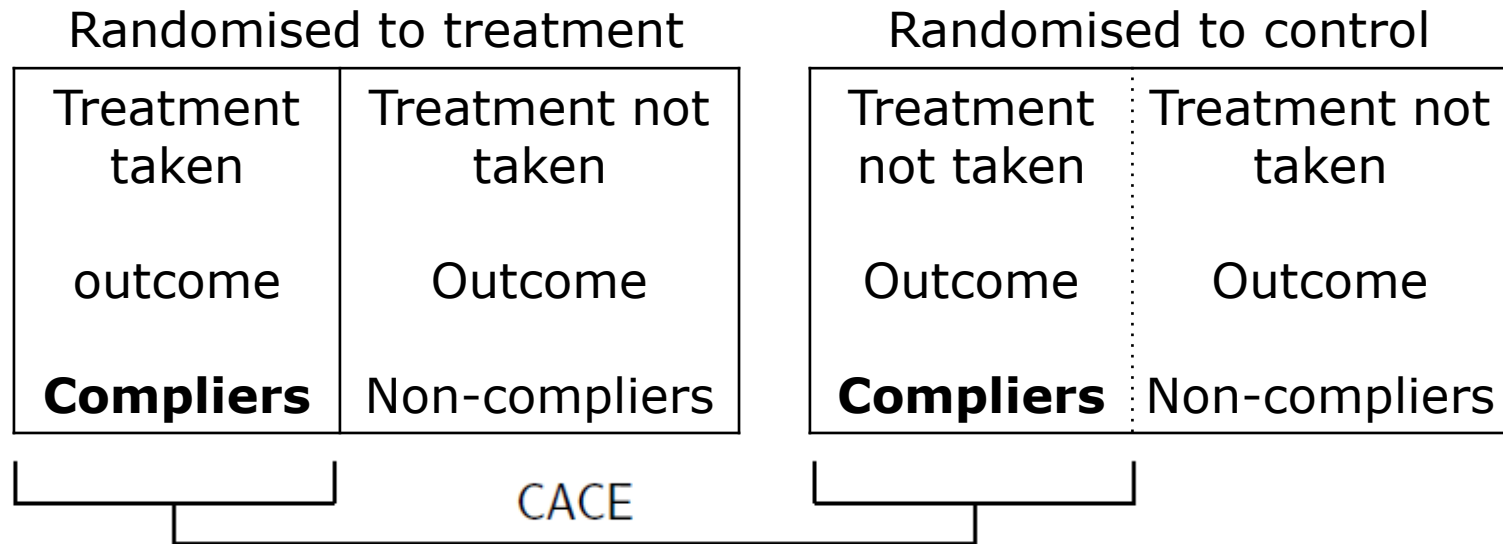 Randomised to treatment
Treatment
taken
outcome
Compliers
Treatment not
taken
Outcome
Non-compliers
Randomised to control
Treatment
not taken
Outcome
Compliers
Treatment not
taken
Outcome
Non-compliers
CACE